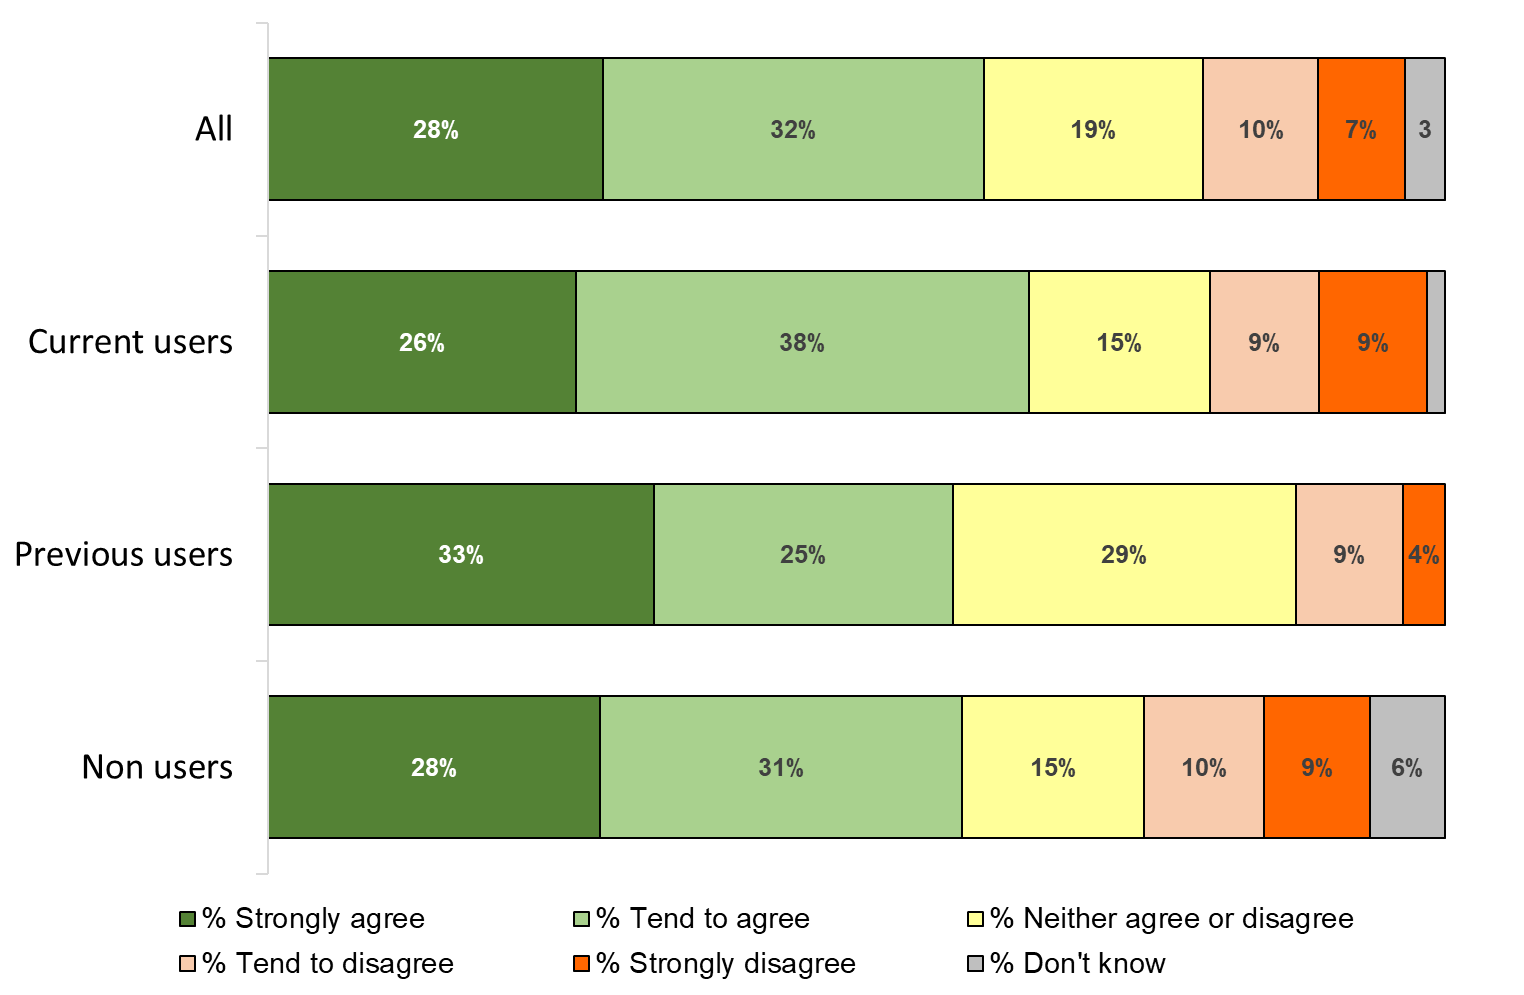 All 28% 32% 19% 10% 7% 3
Current users 26% 38% 15% 9% 9%
Previous users 33% 25% 29% 9% 4%
Non users 28% 31% 15% 10% 9% 6%
% Strongly agree % Tend to agree % Neither agree or disagree
% Tend to disagree % Strongly disagree % Don't know